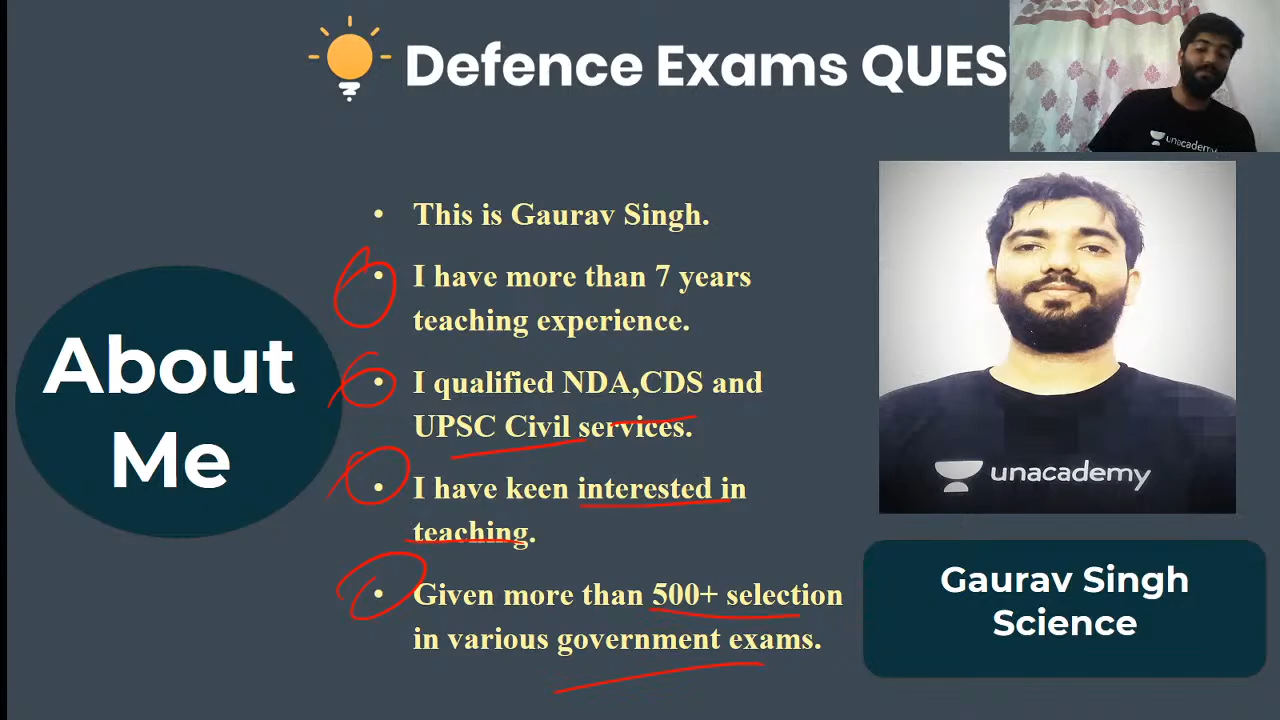 Defence Exams QUES
unacademy
• This is Gaurav Singh.
• I have more than 7 years
teaching experience.
• I qualified NDA,CDS and
UPSC Civil services.
• I have keen interested in
teaching.
• Given more than 500+ selection
in various government exams.
About
Me
unacademy
Gaurav Singh
Science